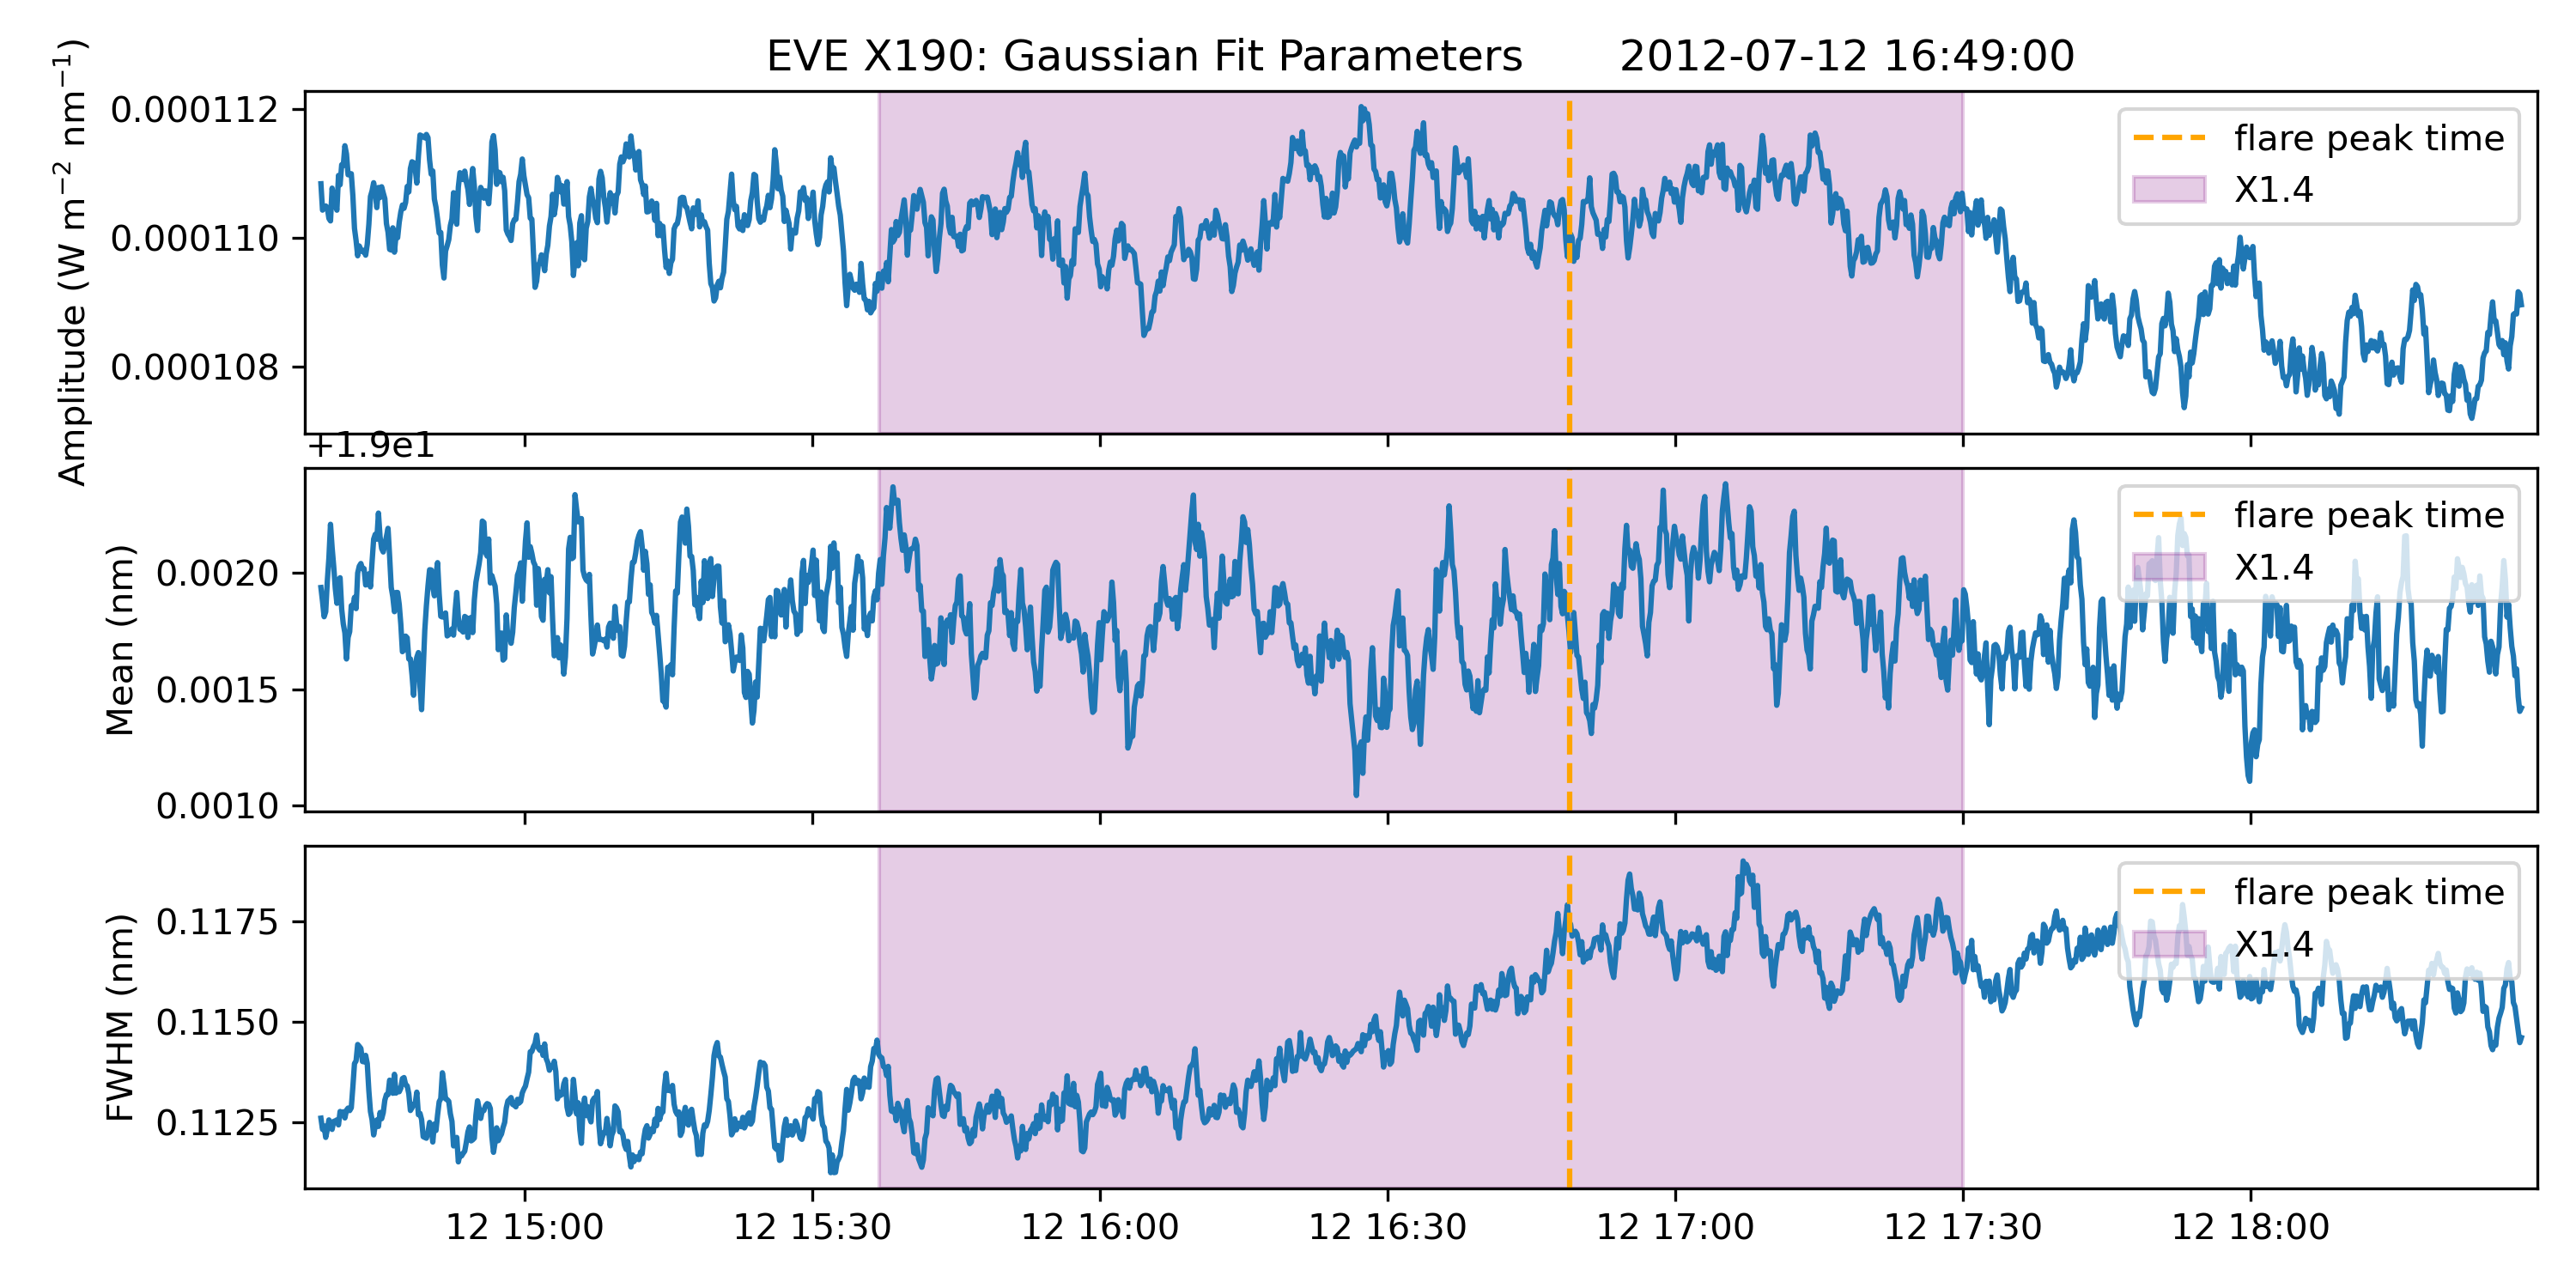 EVE X190: Gaussian Fit Parameters 2012-07-12 16:49:00
Amplitude (W m⁻² nm⁻¹)
0.000112
0.000110
0.000108
flare peak time
X1.4
+1.9e1
Mean (nm)
0.0020
0.0015
0.0010
flare peak time
X1.4
FWHM (nm)
0.1175
0.1150
0.1125
flare peak time
X1.4
12 15:00 12 15:30 12 16:00 12 16:30 12 17:00 12 17:30 12 18:00